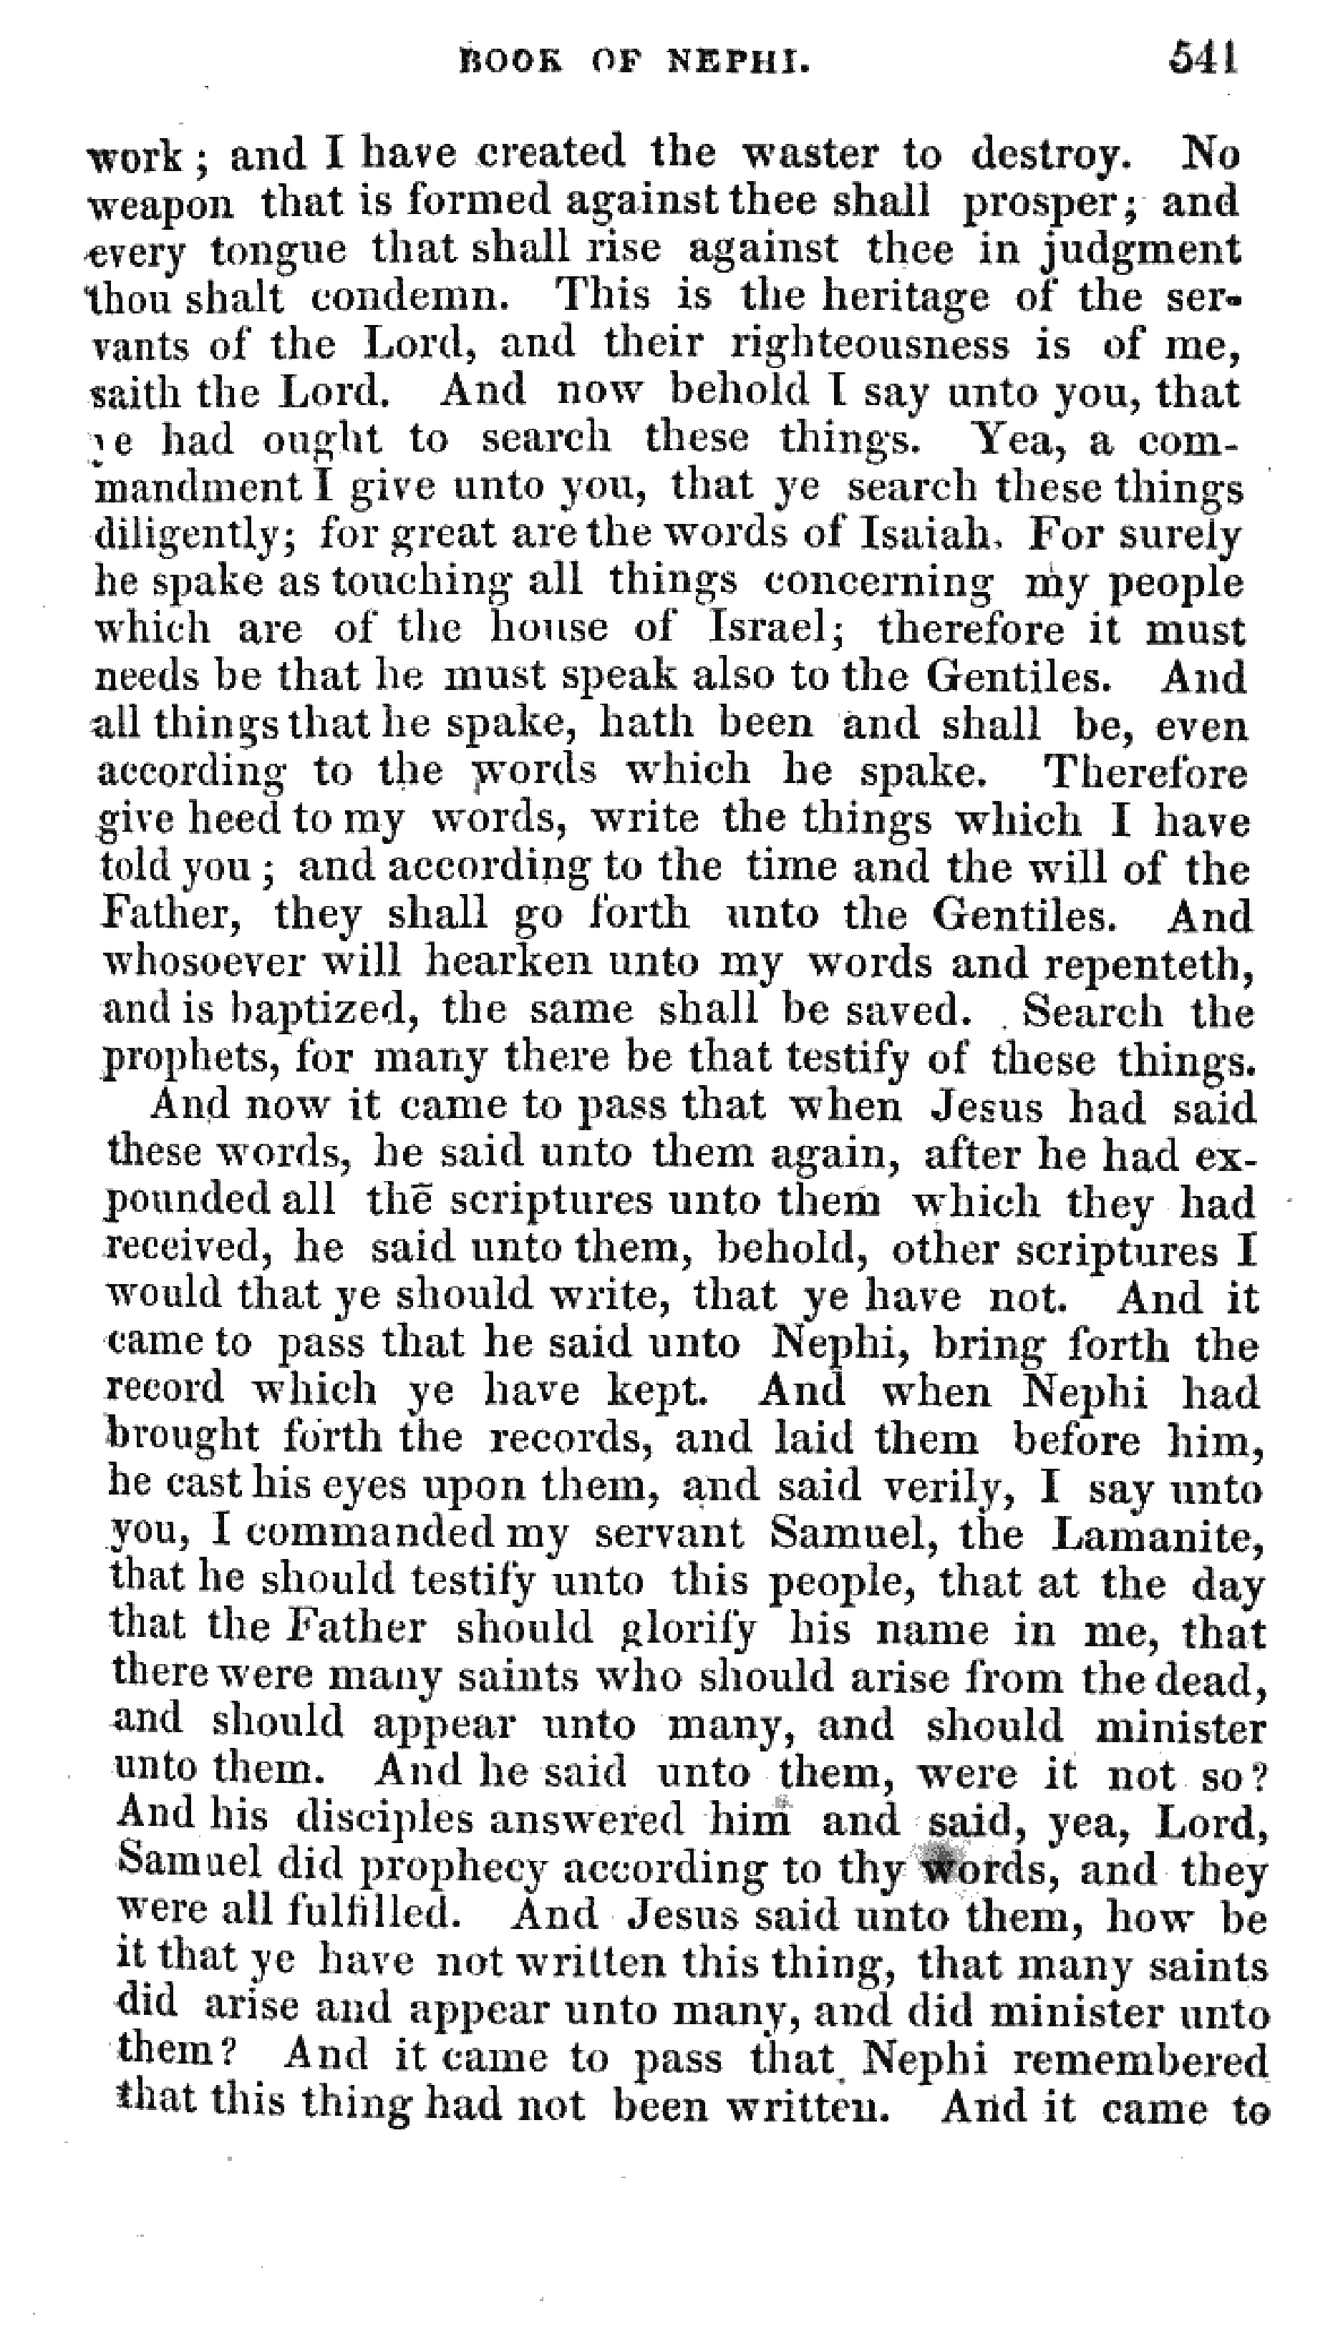 BOOK OF NEPHI. 541
work; and I have created the waster to destroy. No
weapon that is formed against thee shall prosper; and
every tongue that shall rise against thee in judgment
thou shalt condemn. This is the heritage of the ser-
vants of the Lord, and their righteousness is of me,
saith the Lord. And now behold I say unto you, that
ye had ought to search these things. Yea, a com-
mandment I give unto you, that ye search these things
diligently; for great are the words of Isaiah. For surely
he spake as touching all things concerning my people
which are of the house of Israel; therefore it must
needs be that he must speak also to the Gentiles. And
all things that he spake, hath been and shall be, even
according to the words which he spake. Therefore
give heed to my words, write the things which I have
told you; and according to the time and the will of the
Father, they shall go forth unto the Gentiles. And
whosoever will hearken unto my words and repenteth,
and is baptized, the same shall be saved. Search the
prophets, for many there be that testify of these things.
And now it came to pass that when Jesus had said
these words, he said unto them again, after he had ex-
pounded all the scriptures unto them which they had
received, he said unto them, behold, other scriptures I
would that ye should write, that ye have not. And it
came to pass that he said unto Nephi, bring forth the
record which ye have kept. And when Nephi had
brought forth the records, and laid them before him,
he cast his eyes upon them, and said verily, I say unto
you, I commanded my servant Samuel, the Lamanite,
that he should testify unto this people, that at the day
that the Father should glorify his name in me, that
there were many saints who should arise from the dead,
and should appear unto many, and should minister
unto them. And he said unto them, were it not so?
And his disciples answered him and said, yea, Lord,
Samuel did prophecy according to thy words, and they
were all fulfilled. And Jesus said unto them, how be
it that ye have not written this thing, that many saints
did arise and appear unto many, and did minister unto
them? And it came to pass that Nephi remembered
that this thing had not been written. And it came to